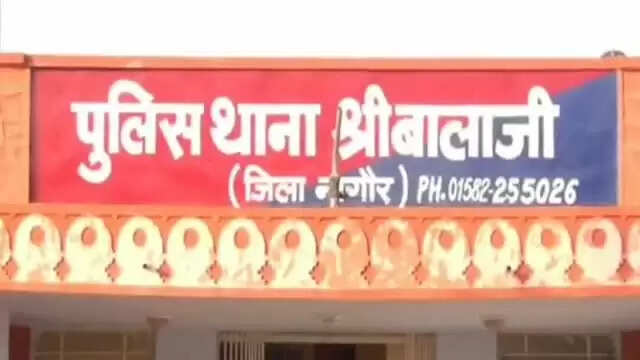 पुलिस थाना श्रीबालाजी
(जिला नागौर) PH.01582-255026